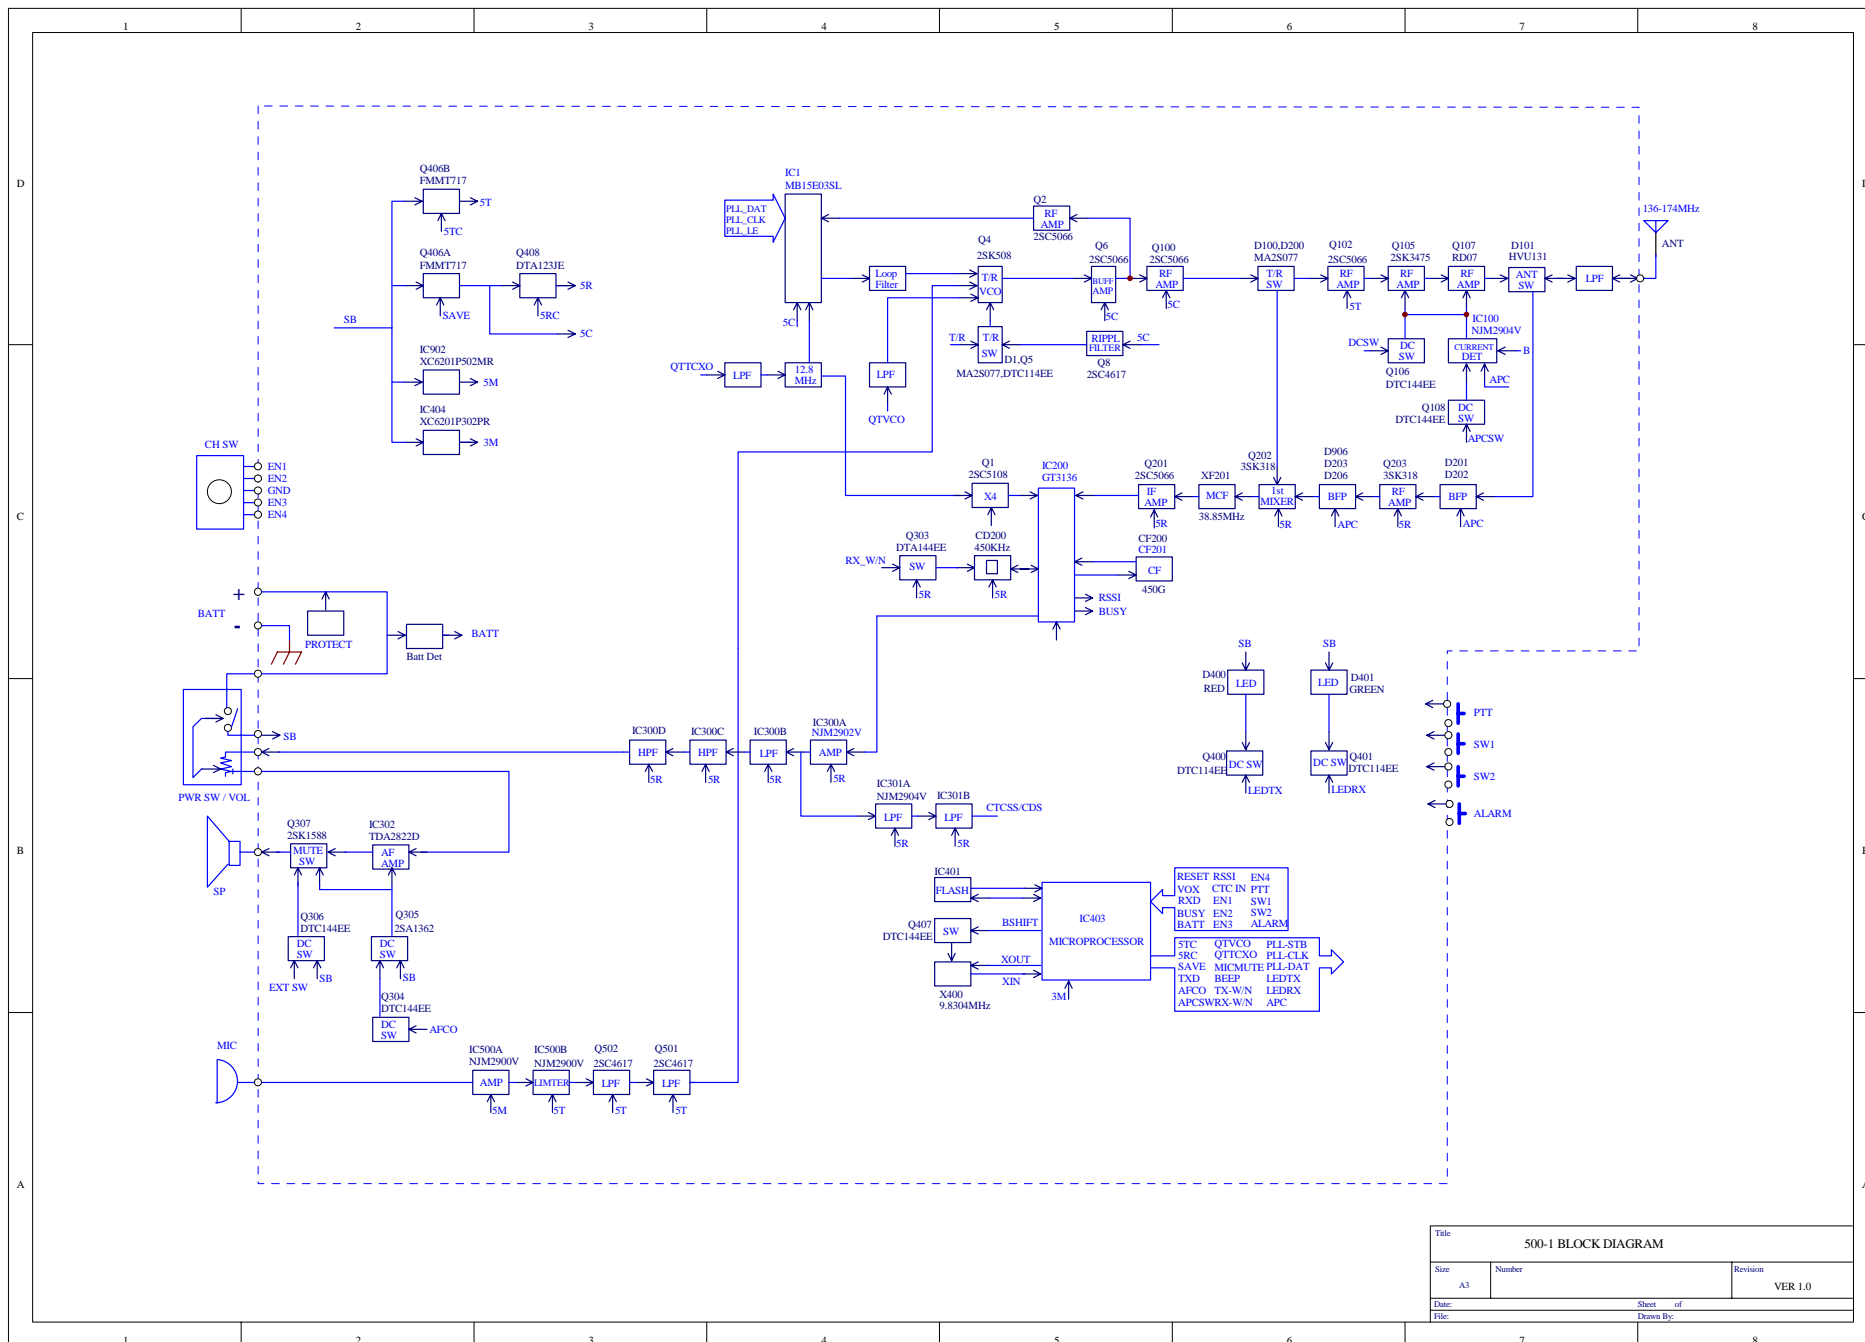 1 2 3 4 5 6 7 8
D
C
B
A
Q406B
FMMT717
5T
5TC
Q406A
FMMT717
Q408
DTA123JE
5R
SAVE
5RC
5C
SB
IC902
XC6201P502MR
5M
IC404
XC6201P302PR
3M
CH SW
EN1
EN2
GND
EN3
EN4
IC1
MB15E03SL
PLL_DAT
PLL_CLK
PLL_LE
5C
Loop
Filter
QTTCXO
LPF
12.8
MHz
LPF
QTVCO
Q2
RF
AMP
2SC5066
Q4
2SK508
T/R
VCO
Q6
2SC5066
BUFF
AMP
5C
Q100
2SC5066
RF
AMP
5C
T/R
T/R
SW
D1,Q5
MA2S077,DTC114EE
RIPPL
FILTER
5C
Q8
2SC4617
D100,D200
MA2S077
T/R
SW
Q102
2SC5066
RF
AMP
5T
Q105
2SK3475
RF
AMP
Q107
RD07
RF
AMP
D101
HVU131
ANT
SW
LPF
136-174MHz
ANT
IC100
NJM2904V
DCSW
DC
SW
Q106
DTC144EE
CURRENT
DET
B
APC
Q108
DTC144EE
DC
SW
APCSW
Q1
2SC5108
X4
IC200
GT3136
Q201
2SC5066
IF
AMP
5R
XF201
MCF
38.85MHz
Q202
3SK318
1st
MIXER
5R
D906
D203
D206
BFP
APC
Q203
3SK318
RF
AMP
5R
D201
D202
BFP
APC
RX_W/N
Q303
DTA144EE
SW
5R
CD200
450KHz
5R
CF200
CF201
CF
450G
RSSI
BUSY
+
BATT
-
PROTECT
Batt Det
BATT
SB
PWR SW / VOL
IC300D
HPF
5R
IC300C
HPF
5R
IC300B
LPF
5R
IC300A
NJM2902V
AMP
5R
IC301A
NJM2904V
LPF
5R
IC301B
LPF
5R
CTCSS/CDS
SB
D400
RED
LED
Q400
DTC114EE
DC SW
LEDTX
SB
LED
D401
GREEN
DC SW
Q401
DTC114EE
LEDRX
PTT
SW1
SW2
ALARM
SP
Q307
2SK1588
MUTE
SW
IC302
TDA2822D
AF
AMP
Q306
DTC144EE
DC
SW
EXT SW
SB
Q305
2SA1362
DC
SW
SB
Q304
DTC144EE
DC
SW
AFCO
IC401
FLASH
Q407
DTC144EE
SW
BSHIFT
X400
9.8304MHz
XOUT
XIN
IC403
MICROPROCESSOR
3M
RESET RSSI EN4
VOX CTC IN PTT
RXD EN1 SW1
BUSY EN2 SW2
BATT EN3 ALARM
5TC QTVCO PLL-STB
5RC QTTCXO PLL-CLK
SAVE MICMUTE PLL-DAT
TXD BEEP LEDTX
AFCO TX-W/N LEDRX
APCSW RX-W/N APC
MIC
IC500A
NJM2900V
AMP
5M
IC500B
NJM2900V
LIMTER
5T
Q502
2SC4617
LPF
5T
Q501
2SC4617
LPF
5T
Title
500-1 BLOCK DIAGRAM
Size
A3
Number
Revision
VER 1.0
Date:
Sheet of
File:
Drawn By:
1 2 3 4 5 6 7 8